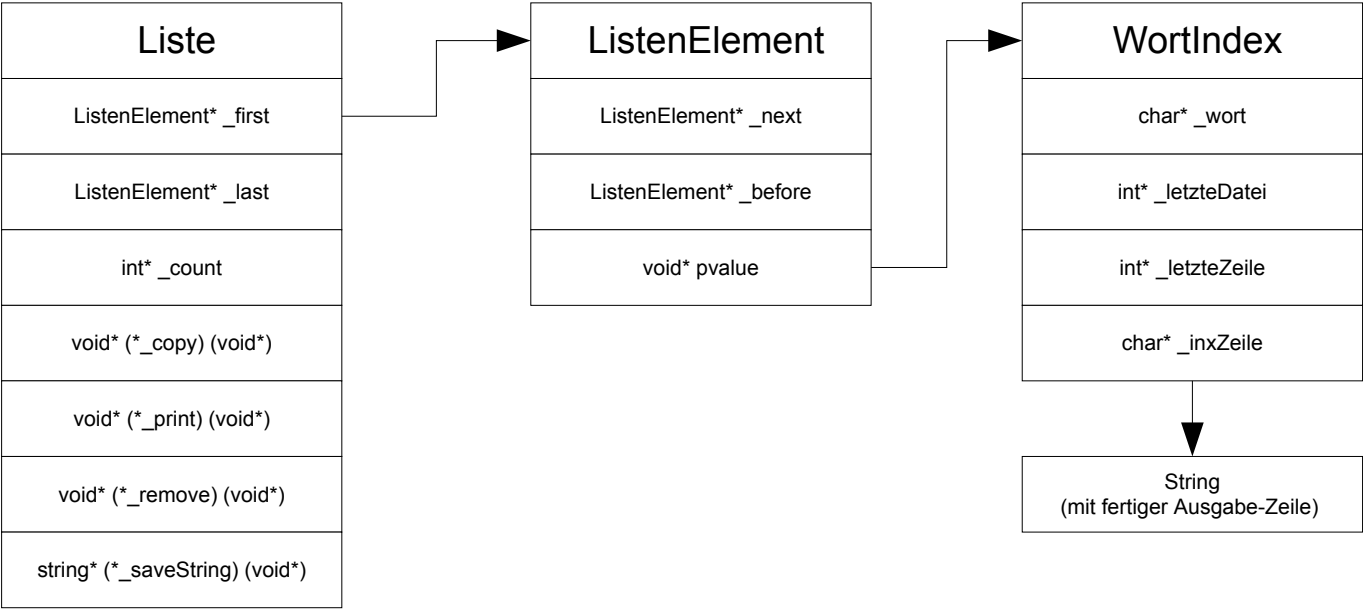 Liste
ListenElement* _first
ListenElement* _last
int* _count
void* (*_copy) (void*)
void* (*_print) (void*)
void* (*_remove) (void*)
string* (*_saveString) (void*)
ListenElement
ListenElement* _next
ListenElement* _before
void* pvalue
WortIndex
char* _wort
int* _letzteDatei
int* _letzteZeile
char* _inxZeile
String
(mit fertiger Ausgabe-Zeile)